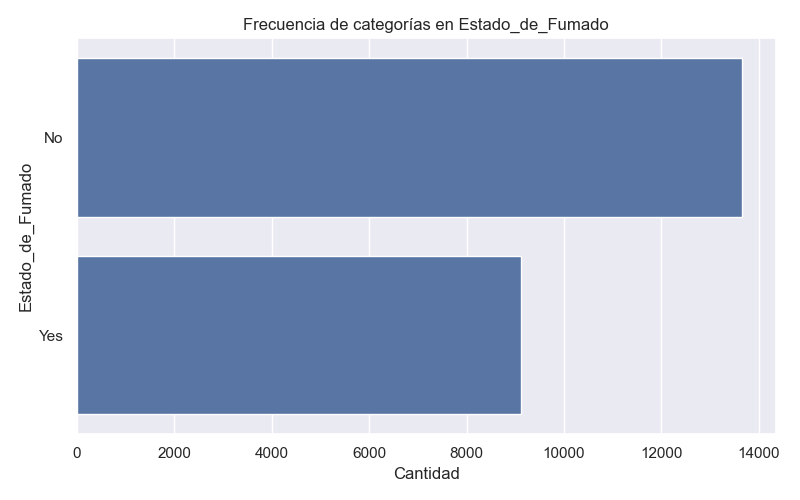 Frecuencia de categorías en Estado_de_Fumado
Estado_de_Fumado
No
Yes
0 2000 4000 6000 8000 10000 12000 14000
Cantidad